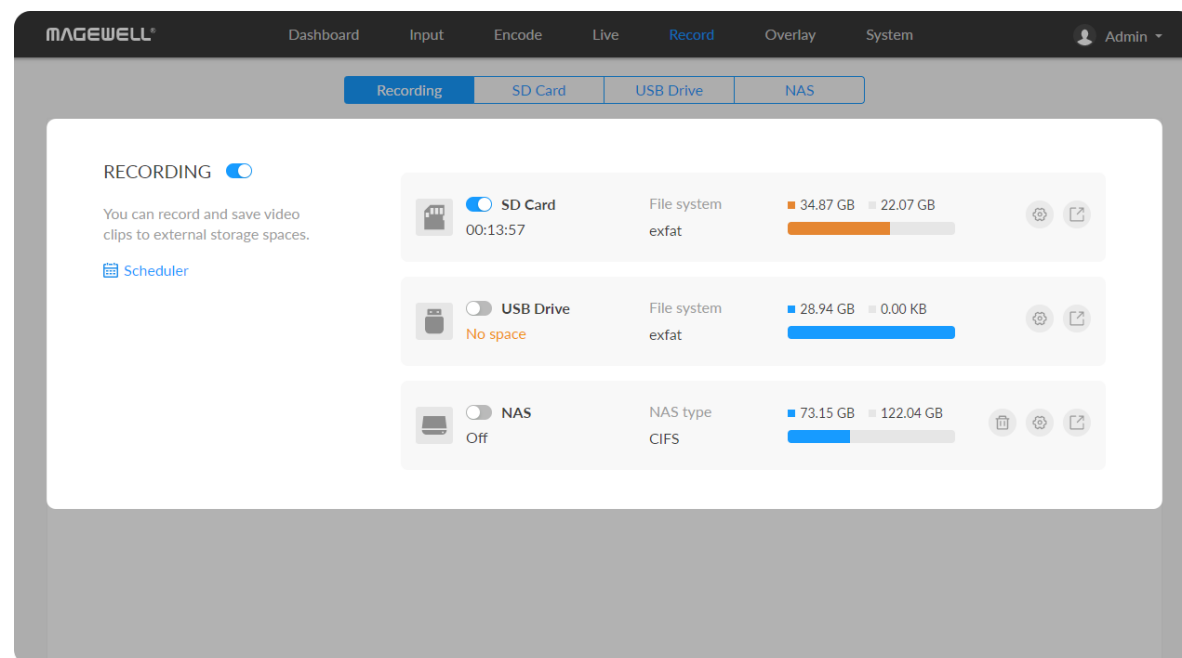 MAGEWELL®
Dashboard Input Encode Live Record Overlay System Admin
Recording SD Card USB Drive NAS
RECORDING
You can record and save video
clips to external storage spaces.
Scheduler
SD Card File system 34.87 GB 22.07 GB
00:13:57 exfat
USB Drive File system 28.94 GB 0.00 KB
No space exfat
NAS NAS type 73.15 GB 122.04 GB
Off CIFS